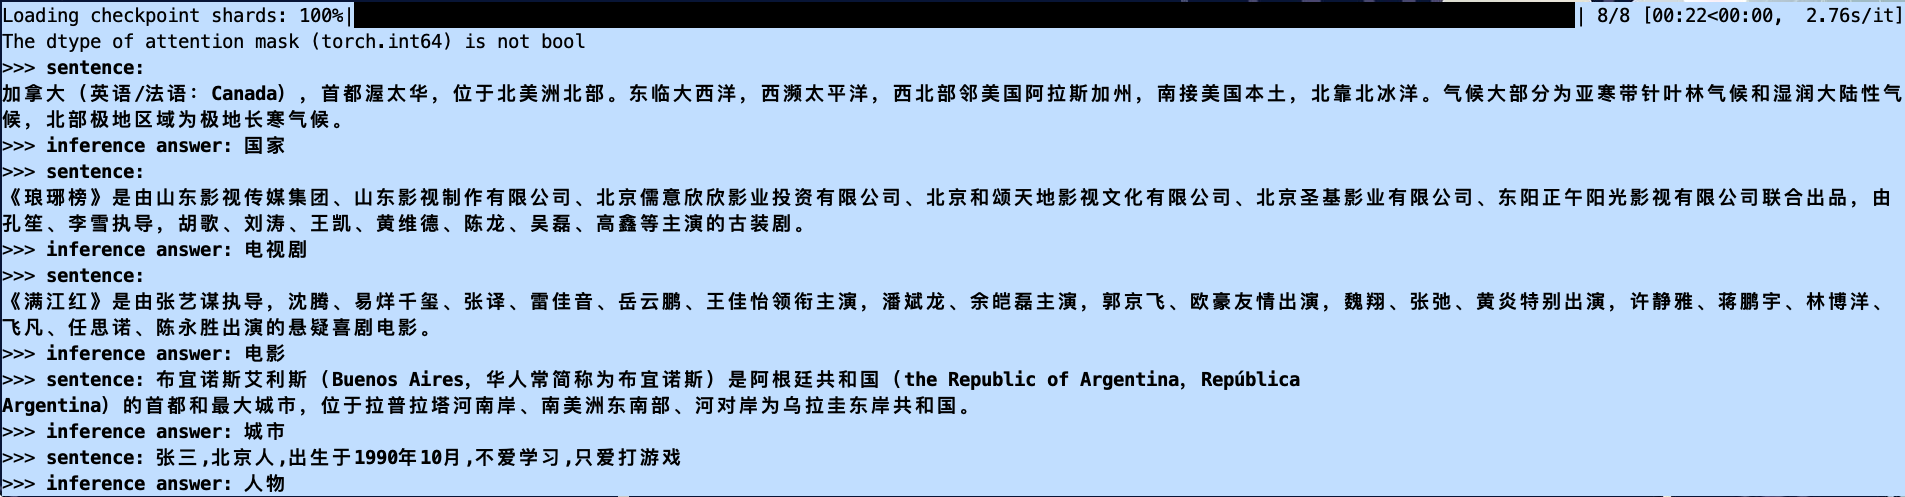 Loading checkpoint shards: 100%|██████████| 8/8 [00:22<00:00,  2.76s/it]
The dtype of attention mask (torch.int64) is not bool
>>> sentence:
加拿大（英语/法语：Canada），首都渥太华，位于北美洲北部。东临大西洋，西濒太平洋，西北部邻美国阿拉斯加州，南接美国本土，北靠北冰洋。气候大部分为亚寒带针叶林气候和湿润大陆性气
候，北部极地区域为极地长寒气候。
>>> inference answer: 国家
>>> sentence:
《琅琊榜》是由山东影视传媒集团、山东影视制作有限公司、北京儒意欣欣影业投资有限公司、北京和颂天地影视文化有限公司、北京圣基影业有限公司、东阳正午阳光影视有限公司联合出品，由
孔笙、李雪执导，胡歌、刘涛、王凯、黄维德、陈龙、吴磊、高鑫等主演的古装剧。
>>> inference answer: 电视剧
>>> sentence:
《满江红》是由张艺谋执导，沈腾、易烊千玺、张译、雷佳音、岳云鹏、王佳怡领衔主演，潘斌龙、余皑磊主演，郭京飞、欧豪友情出演，魏翔、张弛、黄炎特别出演，许静雅、蒋鹏宇、林博洋、
飞凡、任思诺、陈永胜出演的悬疑喜剧电影。
>>> inference answer: 电影
>>> sentence: 布宜诺斯艾利斯（Buenos Aires，华人常简称为布宜诺斯）是阿根廷共和国（the Republic of Argentina，República
Argentina）的首都和最大城市，位于拉普拉塔河南岸、南美洲东南部、河对岸为乌拉圭东岸共和国。
>>> inference answer: 城市
>>> sentence: 张三,北京人,出生于1990年10月,不爱学习,只爱打游戏
>>> inference answer: 人物